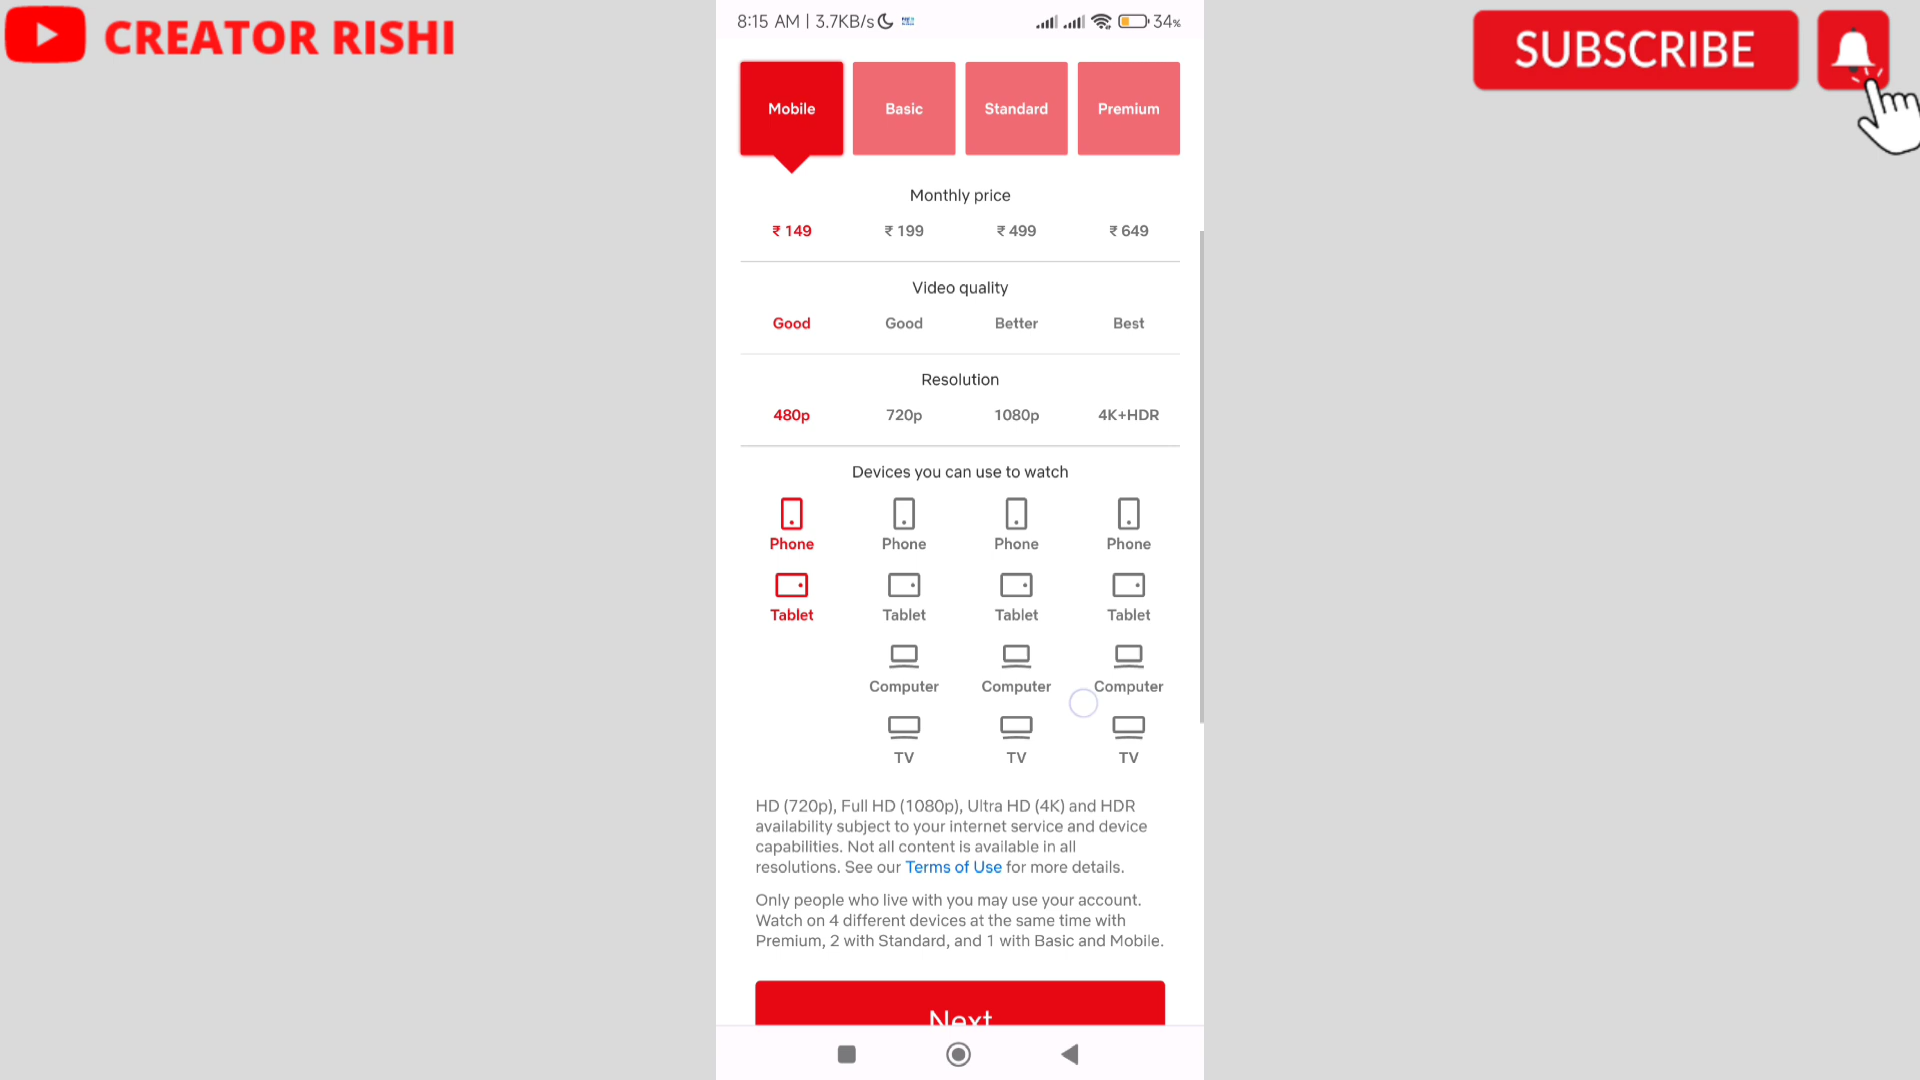 CREATOR RISHI
SUBSCRIBE
8:15 AM | 3.7KB/s 34%
Mobile Basic Standard Premium
Monthly price
₹ 149 ₹ 199 ₹ 499 ₹ 649
Video quality
Good Good Better Best
Resolution
480p 720p 1080p 4K+HDR
Devices you can use to watch
Phone Phone Phone Phone
Tablet Tablet Tablet Tablet
Computer Computer Computer
TV TV TV
HD (720p), Full HD (1080p), Ultra HD (4K) and HDR
availability subject to your internet service and device
capabilities. Not all content is available in all
resolutions. See our Terms of Use for more details.
Only people who live with you may use your account.
Watch on 4 different devices at the same time with
Premium, 2 with Standard, and 1 with Basic and Mobile.
Next